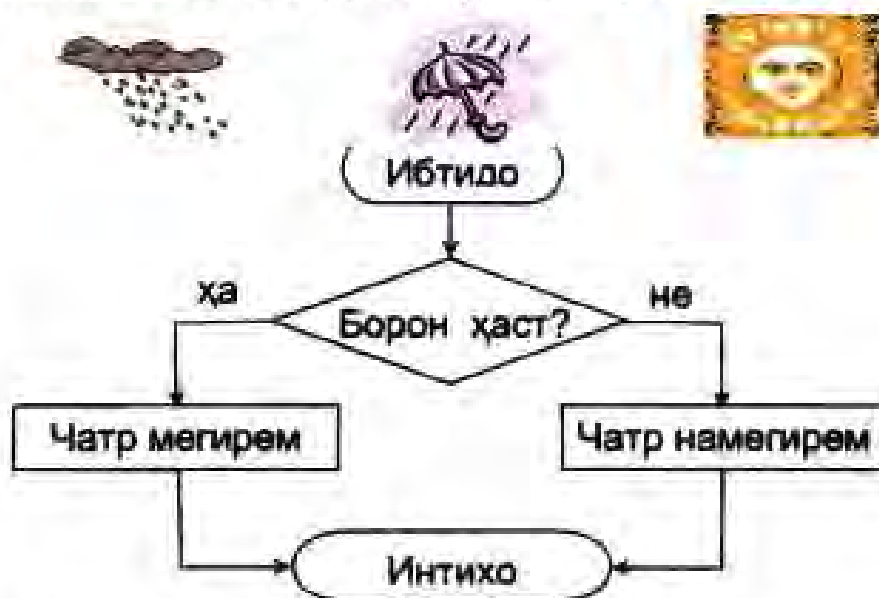 Ибтидо
ҳа
не
Борон ҳаст?
Чатр мегирем
Чатр намегирем
Интихо